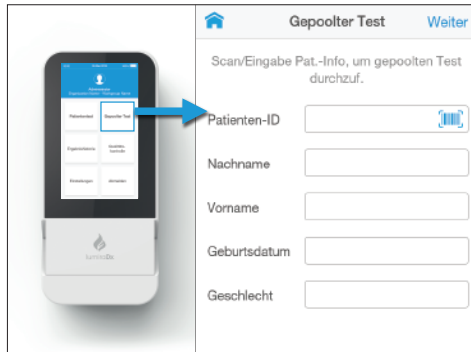 Patiententest
Gepoolter Test
Einstellungen
LumiraDx
Gepoolter Test
Weiter
Scan/Eingabe Pat.-Info, um gepoolten Test
durchzuf.
Patienten-ID
Nachname
Vorname
Geburtsdatum
Geschlecht